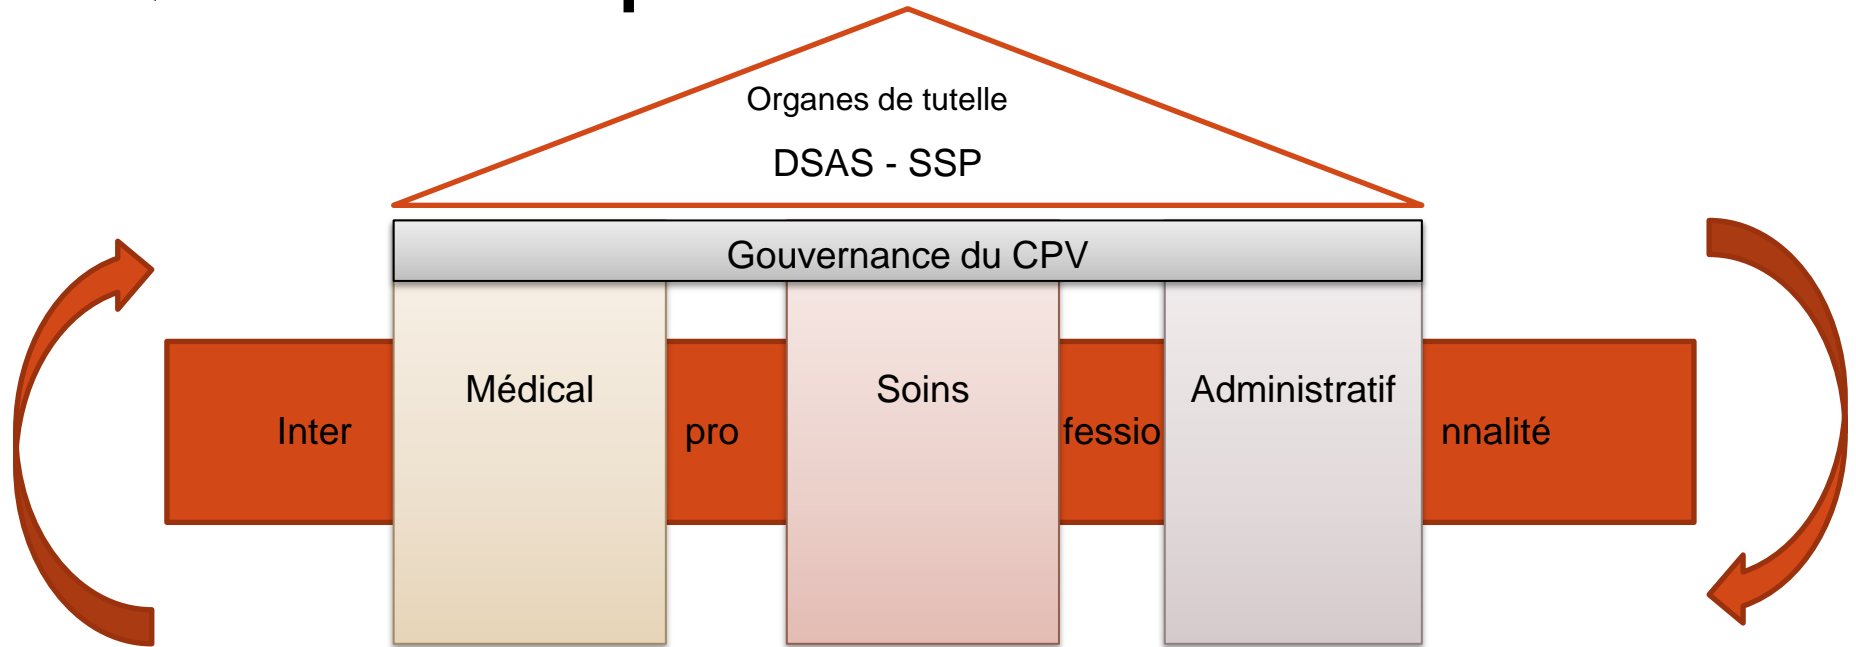 Organes de tutelle
DSAS - SSP
Gouvernance du CPV
Médical
Soins
Administratif
Inter
pro
fessio
nnalité